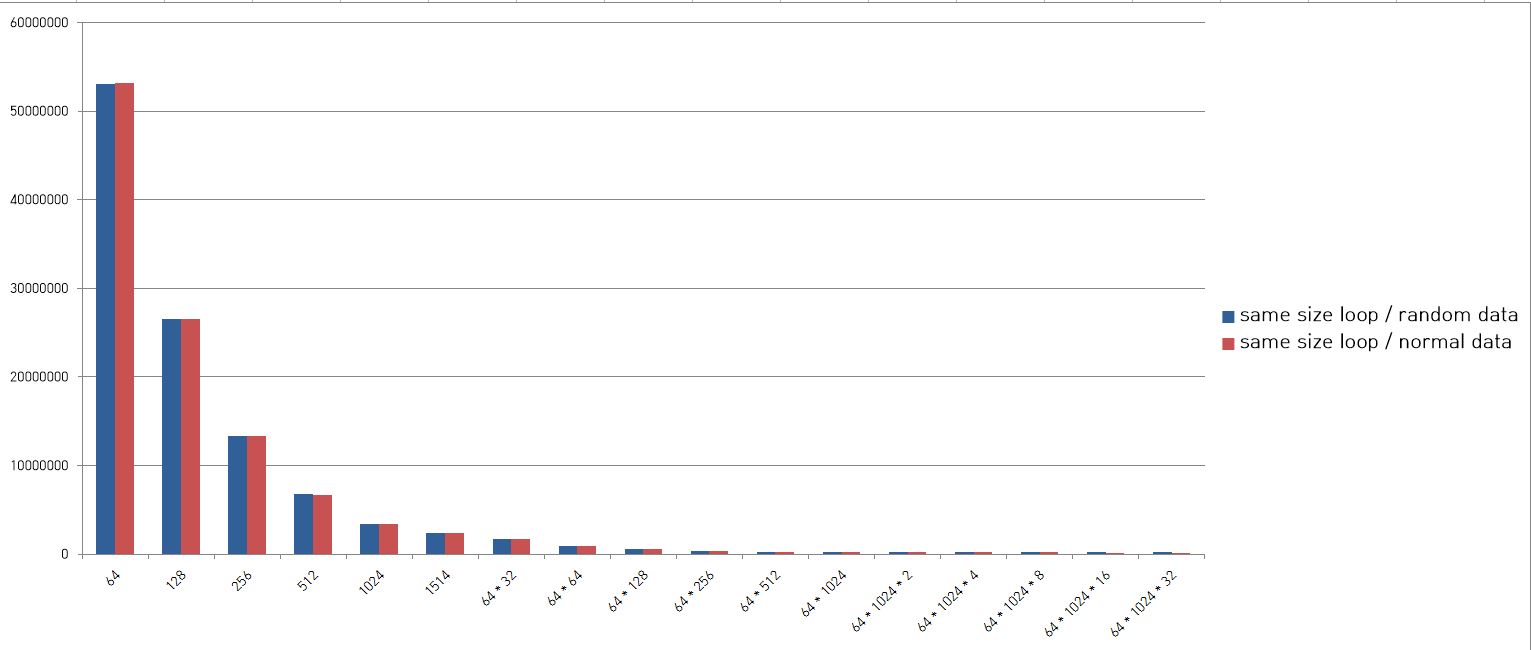 60000000
50000000
40000000
30000000
20000000
10000000
0
64
128
256
512
1024
1514
64 * 32
64 * 64
64 * 128
64 * 256
64 * 512
64 * 1024
64 * 1024 * 2
64 * 1024 * 4
64 * 1024 * 8
64 * 1024 * 16
64 * 1024 * 32
same size loop / random data
same size loop / normal data